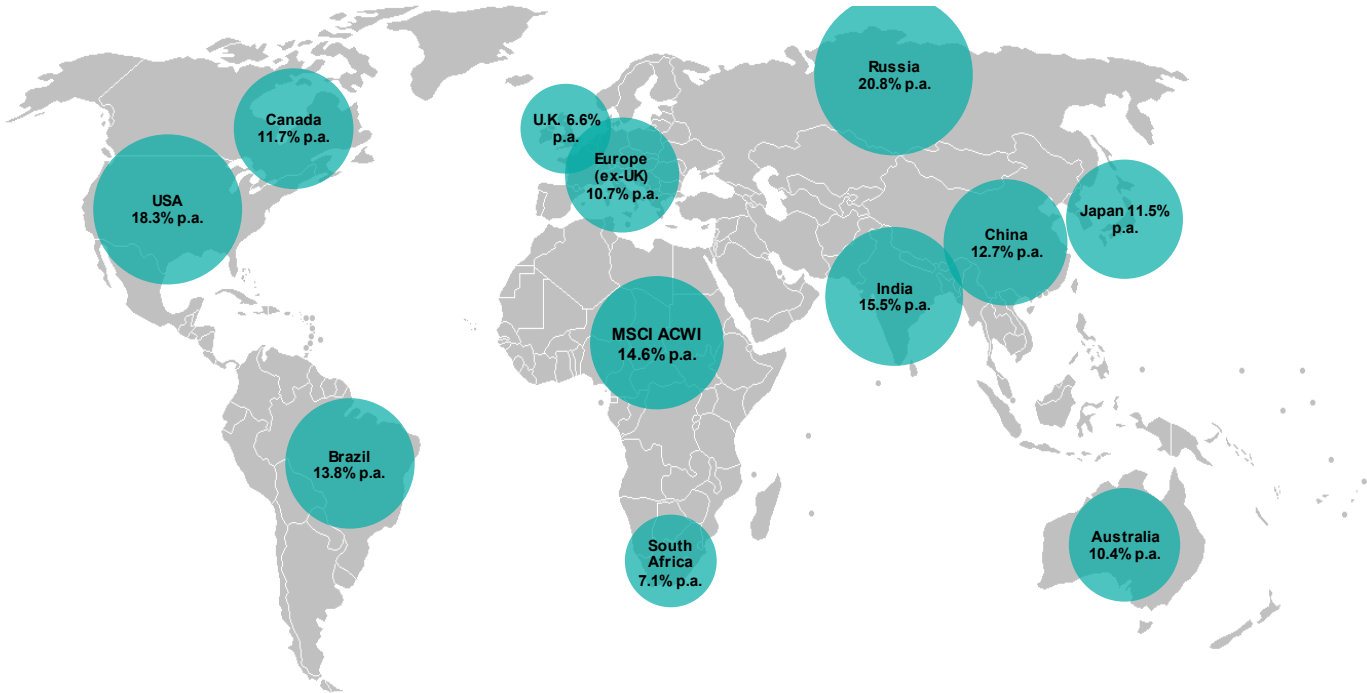 Russia
20.8% p.a.
Canada
11.7% p.a.
U.K. 6.6%
p.a.
Europe
(ex-UK)
10.7% p.a.
USA
18.3% p.a.
Japan 11.5%
p.a.
China
12.7% p.a.
India
15.5% p.a.
MSCI ACWI
14.6% p.a.
Brazil
13.8% p.a.
South
Africa
7.1% p.a.
Australia
10.4% p.a.